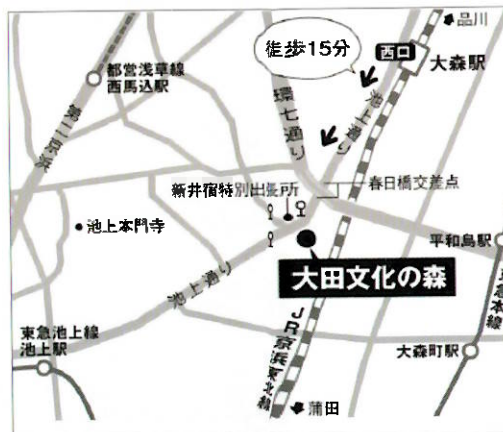 品川
徒歩15分
西口
大森駅
都営浅草線
西馬込駅
環七通り
池上通り
第二京浜
新井宿特別出張所
春日橋交差点
池上本門寺
平和島駅
大田文化の森
池上通り
東急池上線
池上駅
JR京浜東北線
大森町駅
蒲田